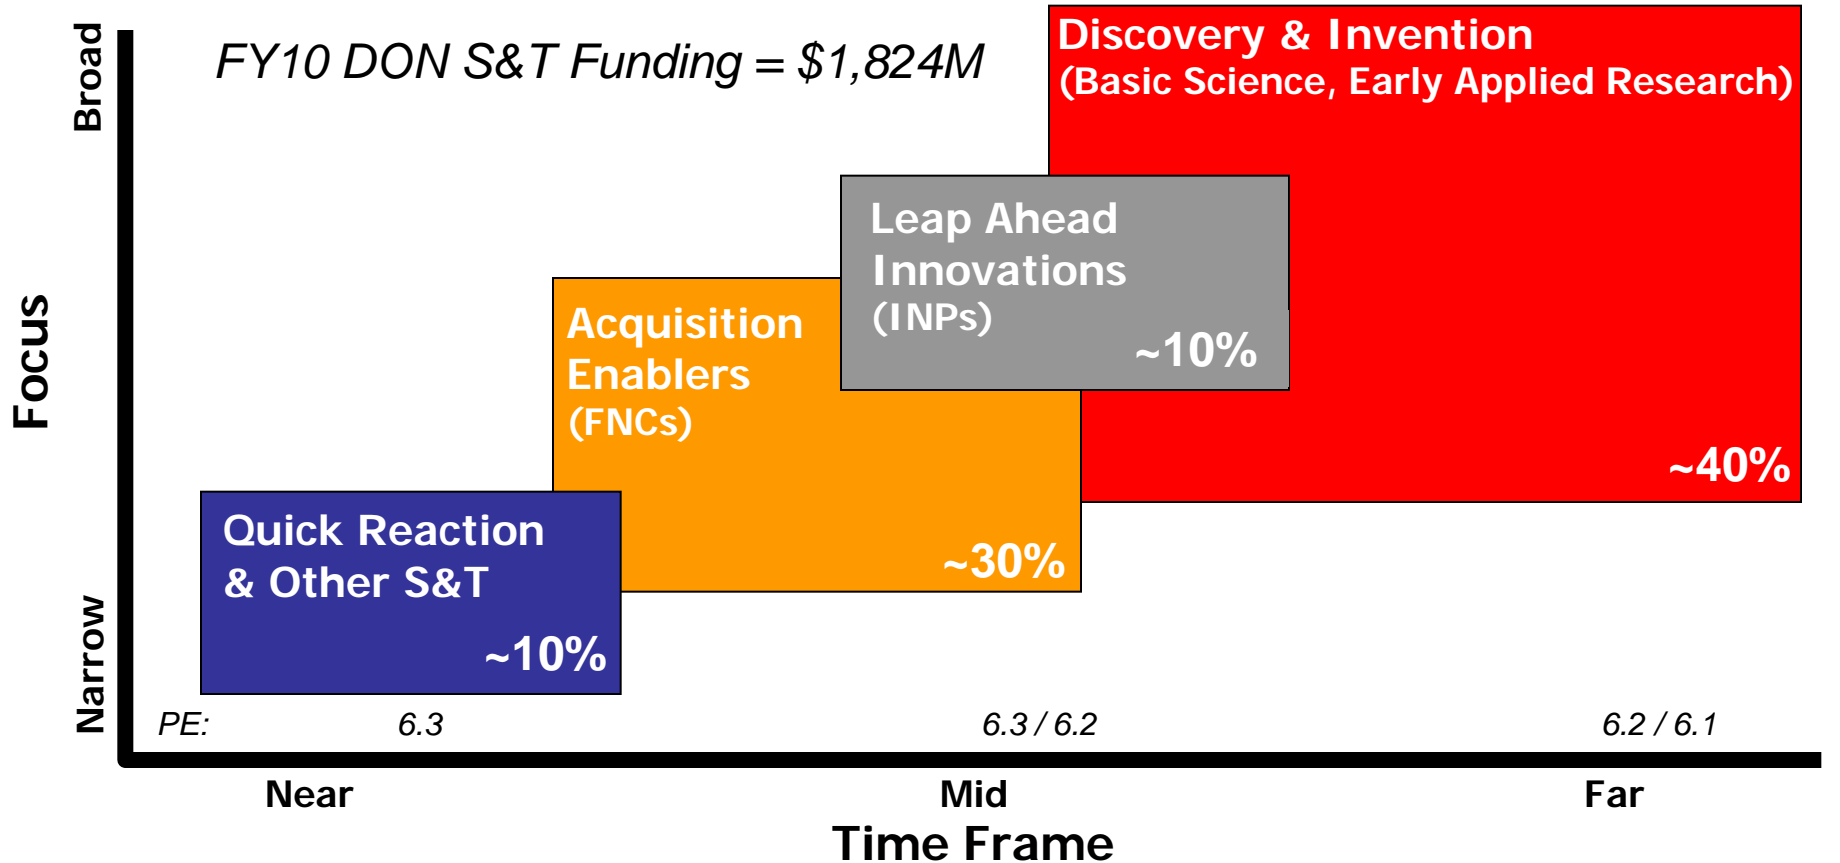 FY10 DON S&T Funding = $1,824M
Discovery & Invention
(Basic Science, Early Applied Research)
~40%
Leap Ahead
Innovations
(INPs)
~10%
Acquisition
Enablers
(FNCs)
~30%
Quick Reaction
& Other S&T
~10%
Broad
Focus
Narrow
PE: 6.3 6.3 / 6.2 6.2 / 6.1
Near Mid Far
Time Frame